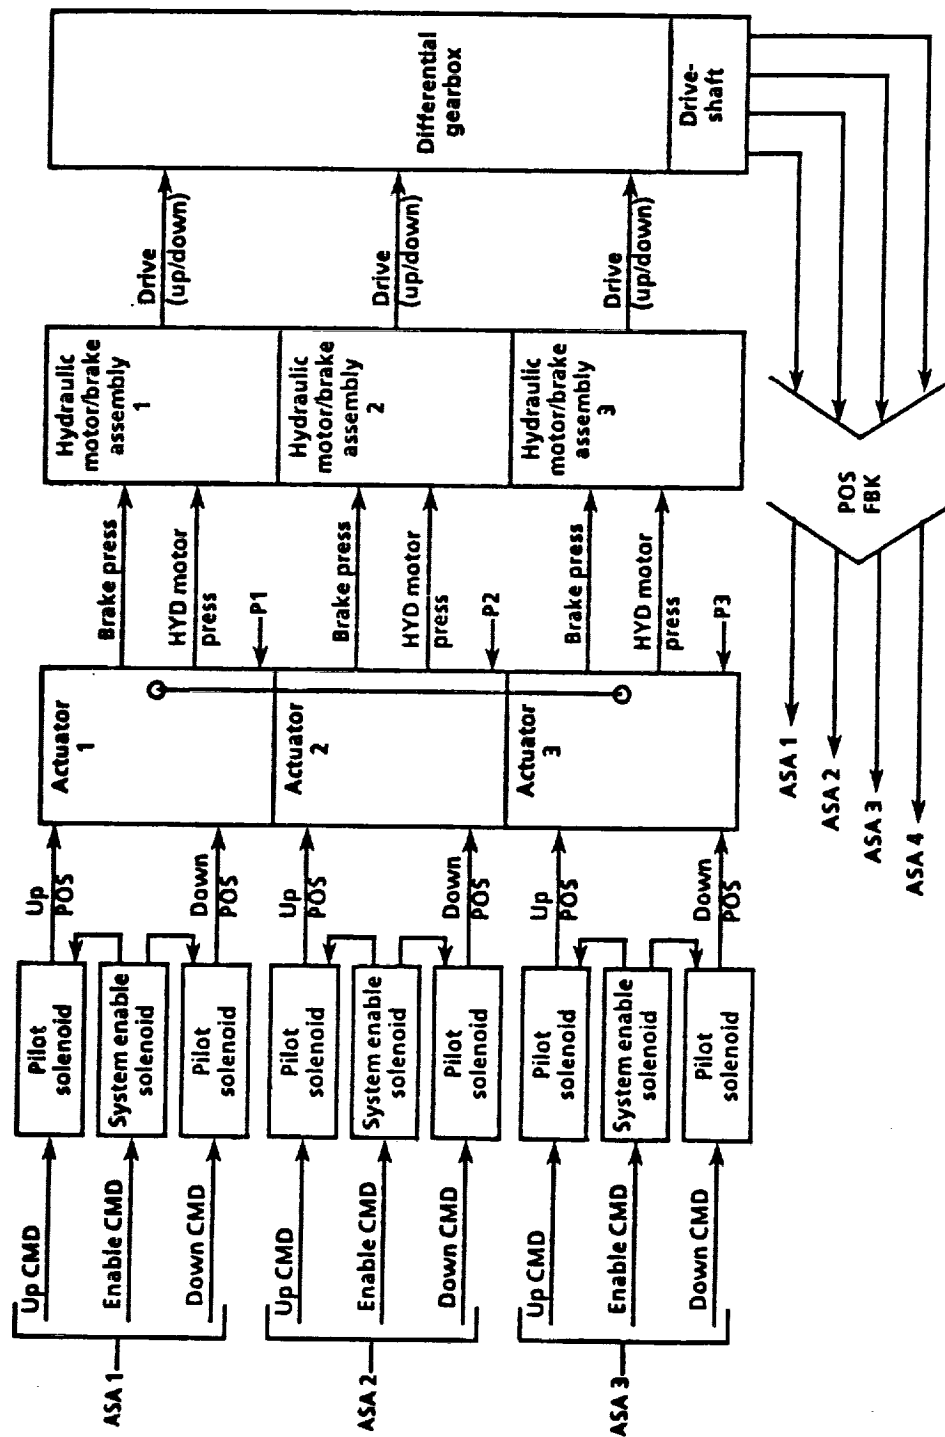 ASA 1
Up CMD
Enable CMD
Down CMD
Pilot
solenoid
System enable
solenoid
Pilot
solenoid
Up
POS
Down
POS
Actuator
1
Brake press
HYD motor
press
P1
Hydraulic
motor/brake
assembly
1
Drive
(up/down)
ASA 2
Up CMD
Enable CMD
Down CMD
Pilot
solenoid
System enable
solenoid
Pilot
solenoid
Up
POS
Down
POS
Actuator
2
Brake press
HYD motor
press
P2
Hydraulic
motor/brake
assembly
2
Drive
(up/down)
ASA 3
Up CMD
Enable CMD
Down CMD
Pilot
solenoid
System enable
solenoid
Pilot
solenoid
Up
POS
Down
POS
Actuator
3
Brake press
HYD motor
press
P3
Hydraulic
motor/brake
assembly
3
Drive
(up/down)
Differential
gearbox
Drive-
shaft
POS
FBK
ASA 1
ASA 2
ASA 3
ASA 4